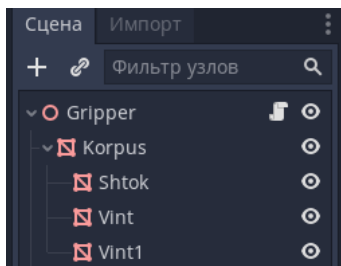 Сцена Импорт
Фильтр узлов
Gripper
Korpus
Shtok
Vint
Vint1